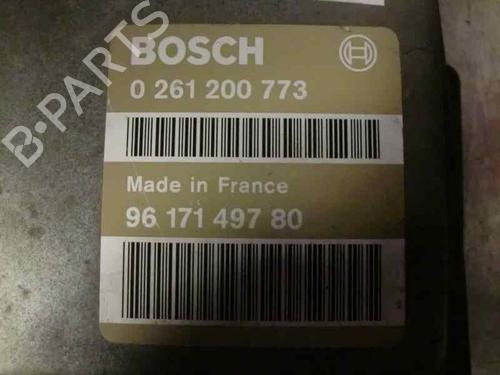 BOSCH
0 261 200 773
Made in France
96 171 497 80
B-PARTS